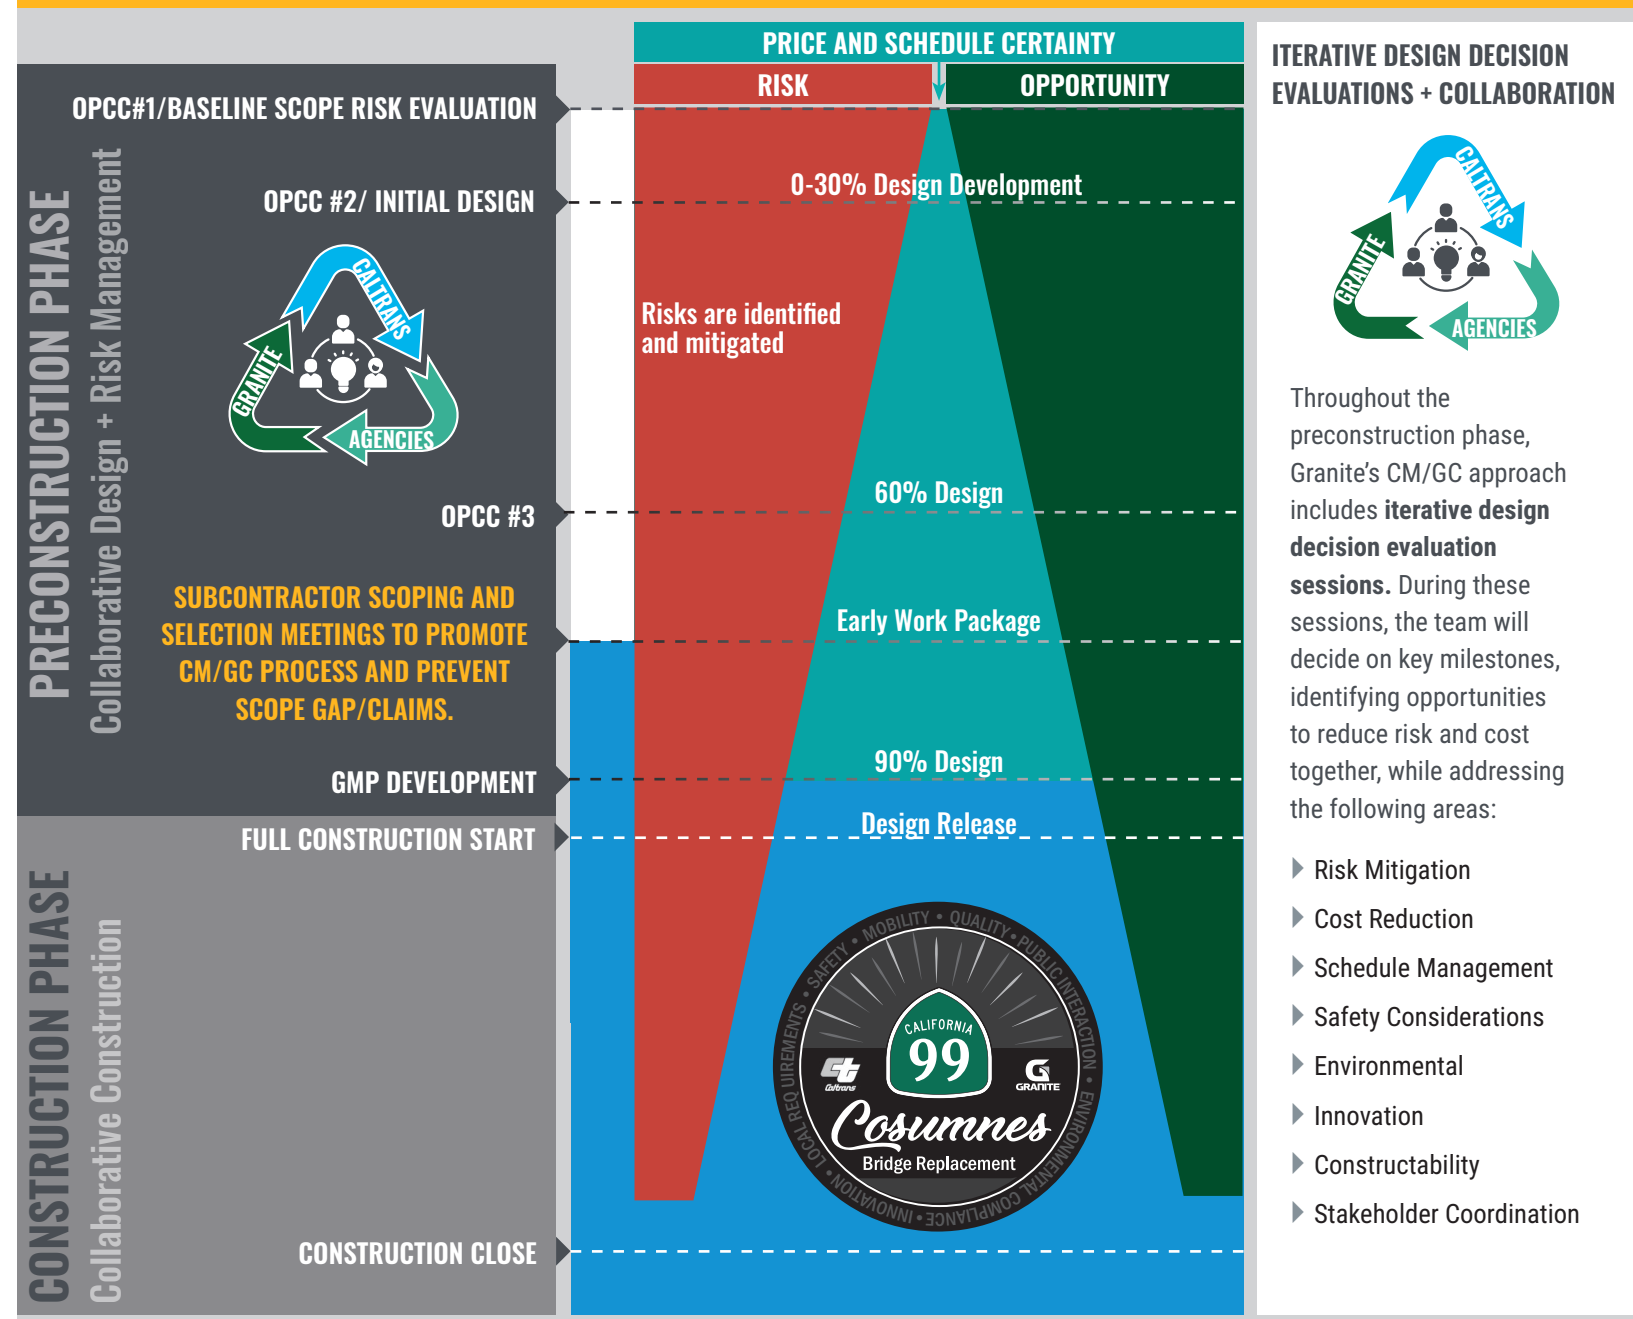 PRICE AND SCHEDULE CERTAINTY
RISK
OPPORTUNITY
OPCC#1/BASELINE SCOPE RISK EVALUATION
PRECONSTRUCTION PHASE
Collaborative Design + Risk Management
0-30% Design Development
OPCC #2/ INITIAL DESIGN
CALTRANS
GRANITE
AGENCIES
Risks are identified
and mitigated
60% Design
OPCC #3
SUBCONTRACTOR SCOPING AND
SELECTION MEETINGS TO PROMOTE
CM/GC PROCESS AND PREVENT
SCOPE GAP/CLAIMS.
Early Work Package
90% Design
GMP DEVELOPMENT
Design Release
FULL CONSTRUCTION START
CONSTRUCTION PHASE
Collaborative Construction
LOCAL REQ UIREMENTS • SAFETY • MOBILITY • QUALITY • PUBLIC INTERACTION • ENVIRONMENTAL COMPLIANCE • INNOVATION •
CALIFORNIA
99
Caltrans
GRANITE
Cosumnes
Bridge Replacement
CONSTRUCTION CLOSE
ITERATIVE DESIGN DECISION
EVALUATIONS + COLLABORATION
CALTRANS
GRANITE
AGENCIES
Throughout the
preconstruction phase,
Granite's CM/GC approach
includes iterative design
decision evaluation
sessions. During these
sessions, the team will
decide on key milestones,
identifying opportunities
to reduce risk and cost
together, while addressing
the following areas:
Risk Mitigation
Cost Reduction
Schedule Management
Safety Considerations
Environmental
Innovation
Constructability
Stakeholder Coordination